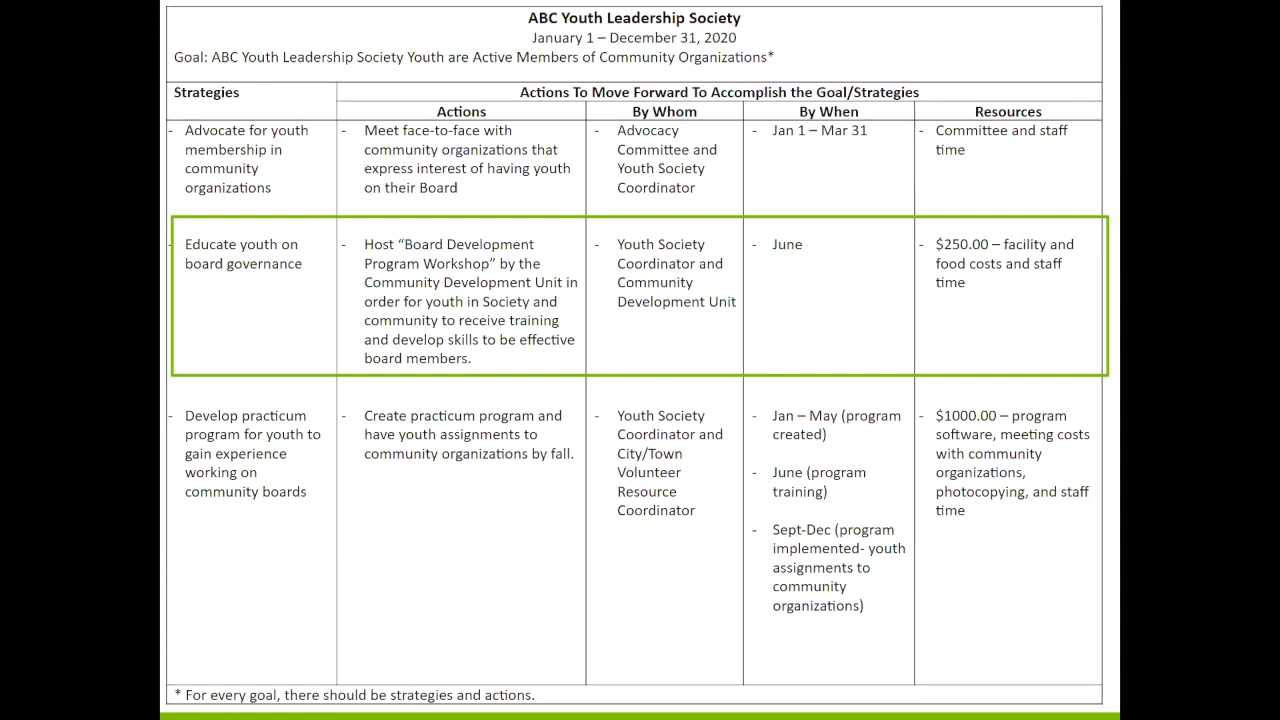 ABC Youth Leadership Society
January 1 – December 31, 2020
Goal: ABC Youth Leadership Society Youth are Active Members of Community Organizations*
Strategies
Actions To Move Forward To Accomplish the Goal/Strategies
Actions
By Whom
By When
Resources
- Advocate for youth
membership in
community
organizations
- Meet face-to-face with
community organizations that
express interest of having youth
on their Board
- Advocacy
Committee and
Youth Society
Coordinator
- Jan 1 – Mar 31
- Committee and staff
time
- Educate youth on
board governance
- Host “Board Development
Program Workshop” by the
Community Development Unit in
order for youth in Society and
community to receive training
and develop skills to be effective
board members.
- Youth Society
Coordinator and
Community
Development Unit
- June
- $250.00 – facility and
food costs and staff
time
- Develop practicum
program for youth to
gain experience
working on
community boards
- Create practicum program and
have youth assignments to
community organizations by fall.
- Youth Society
Coordinator and
City/Town
Volunteer
Resource
Coordinator
- Jan – May (program
created)
- June (program
training)
- Sept-Dec (program
implemented- youth
assignments to
community
organizations)
- $1000.00 – program
software, meeting costs
with community
organizations,
photocopying, and staff
time
* For every goal, there should be strategies and actions.